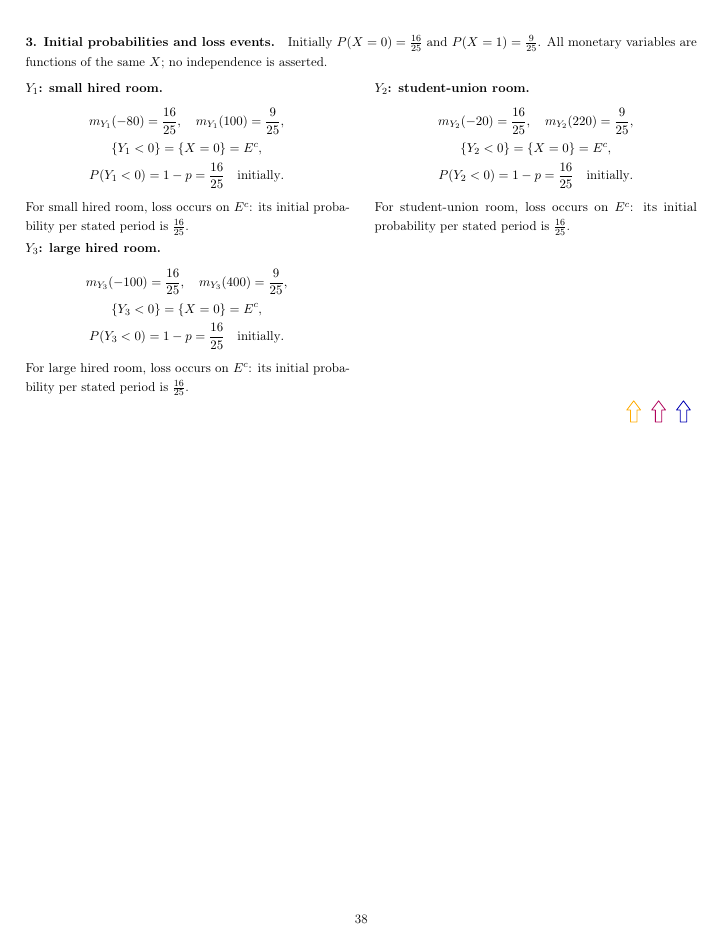 3. Initial probabilities and loss events. Initially P(X = 0) = 16/25 and P(X = 1) = 9/25. All monetary variables are
functions of the same X; no independence is asserted.
Y₁: small hired room.
m_{Y₁}(−80) = 16/25, m_{Y₁}(100) = 9/25,
{Y₁ < 0} = {X = 0} = Eᶜ,
P(Y₁ < 0) = 1 − p = 16/25 initially.
For small hired room, loss occurs on Eᶜ: its initial proba-
bility per stated period is 16/25.
Y₃: large hired room.
m_{Y₃}(−100) = 16/25, m_{Y₃}(400) = 9/25,
{Y₃ < 0} = {X = 0} = Eᶜ,
P(Y₃ < 0) = 1 − p = 16/25 initially.
For large hired room, loss occurs on Eᶜ: its initial proba-
bility per stated period is 16/25.
Y₂: student-union room.
m_{Y₂}(−20) = 16/25, m_{Y₂}(220) = 9/25,
{Y₂ < 0} = {X = 0} = Eᶜ,
P(Y₂ < 0) = 1 − p = 16/25 initially.
For student-union room, loss occurs on Eᶜ: its initial
probability per stated period is 16/25.
38